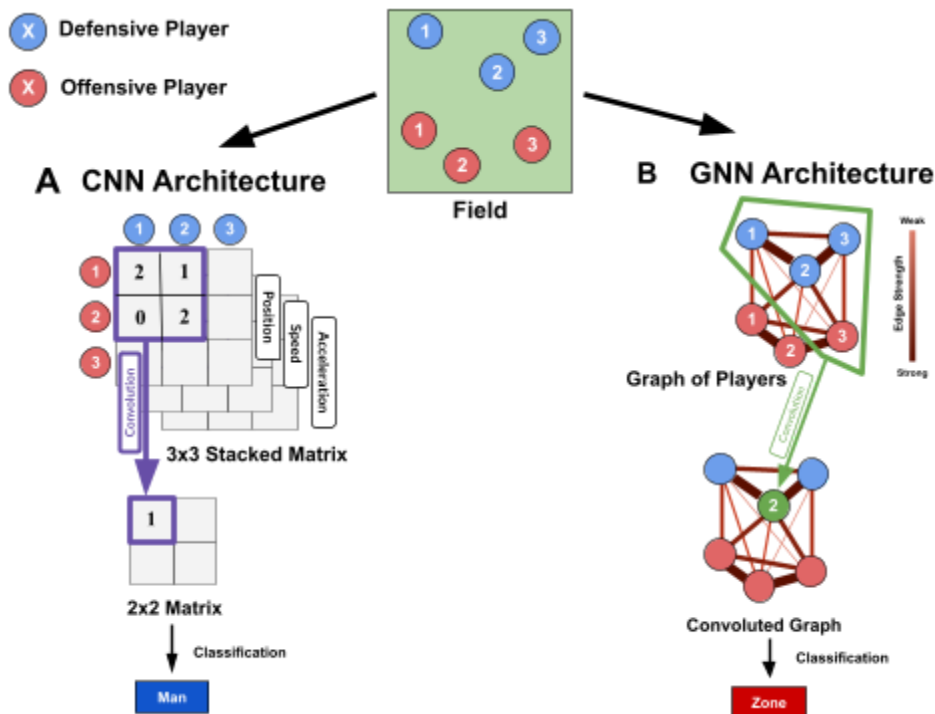 X Defensive Player
X Offensive Player
1 3
2
1 3
2
Field
A CNN Architecture
1 2 3
1 2 1
2 0 2
3
Position
Speed
Acceleration
Convolution
3x3 Stacked Matrix
1
2x2 Matrix
Classification
Man
B GNN Architecture
1 3
2
1 3
2
Weak
Edge Strength
Strong
Graph of Players
Convolution
2
Convoluted Graph
Classification
Zone